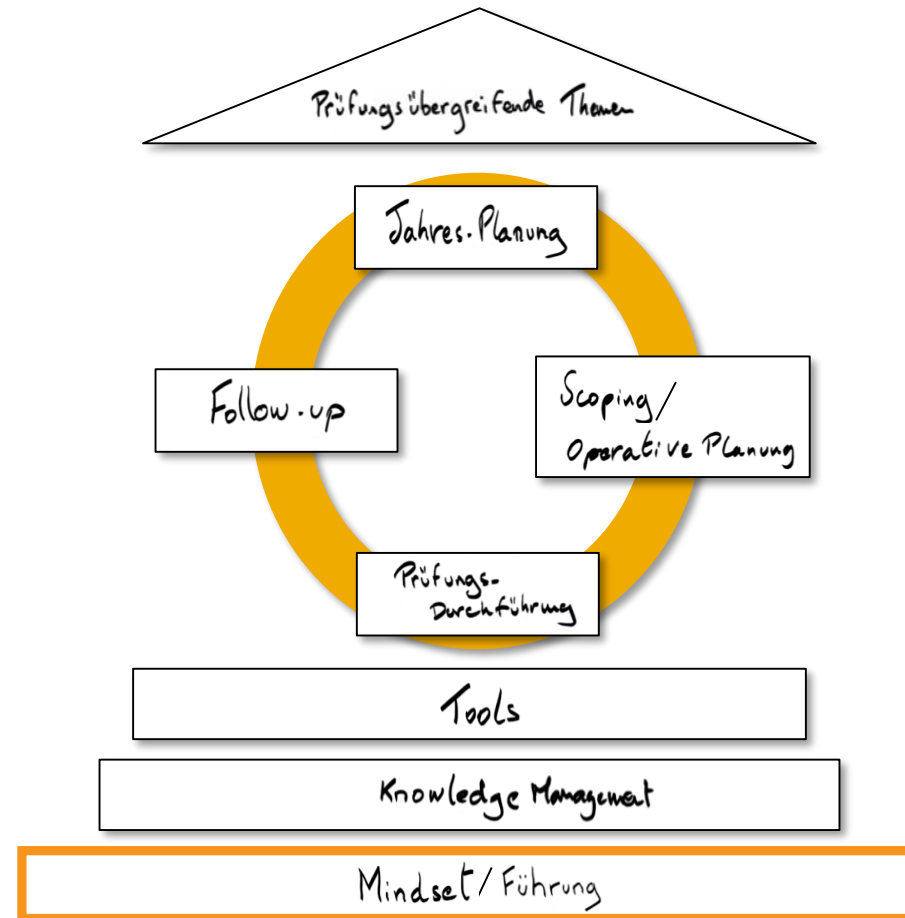 Prüfungsübergreifende Themen
Jahres-Planung
Follow-up
Scoping/
Operative Planung
Prüfungs-
Durchführung
Tools
Knowledge Management
Mindset/Führung